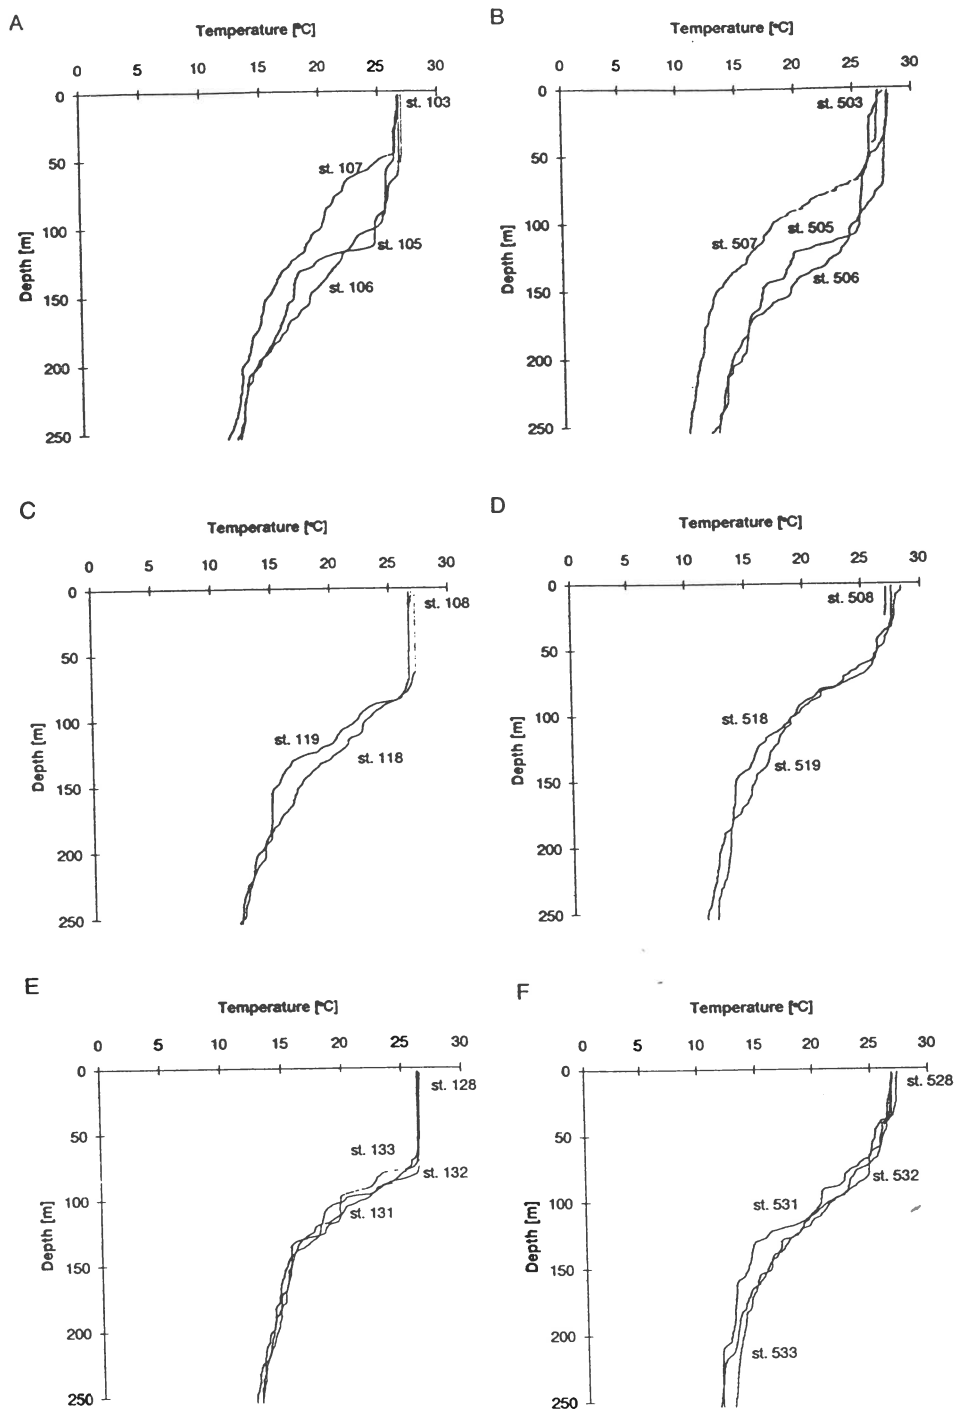 A
Temperature [°C]
0 5 10 15 20 25 30
0
50
100
150
200
250
Depth [m]
st. 103
st. 107
st. 105
st. 106
B
Temperature [°C]
0 5 10 15 20 25 30
0
50
100
150
200
250
Depth [m]
st. 503
st. 505
st. 507
st. 506
C
Temperature [°C]
0 5 10 15 20 25 30
0
50
100
150
200
250
Depth [m]
st. 108
st. 119
st. 118
D
Temperature [°C]
0 5 10 15 20 25 30
0
50
100
150
200
250
Depth [m]
st. 508
st. 518
st. 519
E
Temperature [°C]
0 5 10 15 20 25 30
0
50
100
150
200
250
Depth [m]
st. 128
st. 133
st. 132
st. 131
F
Temperature [°C]
0 5 10 15 20 25 30
0
50
100
150
200
250
Depth [m]
st. 528
st. 532
st. 531
st. 533